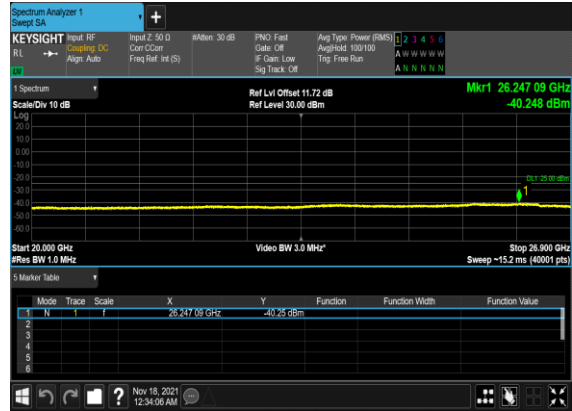 Spectrum Analyzer 1
Swept SA
+
KEYSIGHT Input: RF Input Z: 50 Ω #Atten: 30 dB PNO: Fast Avg Type: Power (RMS) 1 2 3 4 5 6
RL Coupling: DC Corr CCorr Gate: Off Avg|Hold: 100/100 A W W W W W
Align: Auto Freq Ref: Int (S) IF Gain: Low Trig: Free Run
Sig Track: Off A N N N N N
1 Spectrum Ref Lvl Offset 11.72 dB Mkr1 26.247 09 GHz
Scale/Div 10 dB Ref Level 30.00 dBm -40.248 dBm
Log
20.0
10.0
0.00
-10.0
-20.0
DL1 -25.00 dBm
-30.0 1
-40.0
-50.0
-60.0
Start 20.000 GHz Video BW 3.0 MHz* Stop 26.900 GHz
#Res BW 1.0 MHz Sweep ~15.2 ms (40001 pts)
5 Marker Table
Mode Trace Scale X Y Function Function Width Function Value
1 N 1 f 26.247 09 GHz -40.25 dBm
2
3
4
5
6
? Nov 18, 2021
12:34:06 AM